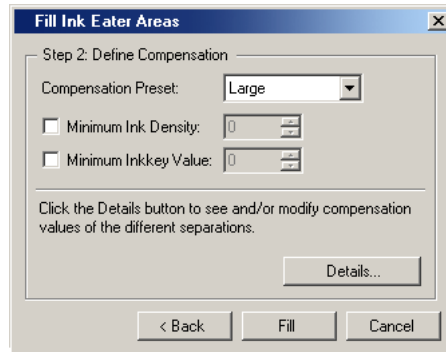 Fill Ink Eater Areas
Step 2: Define Compensation
Compensation Preset: Large
Minimum Ink Density: 0
Minimum Inkkey Value: 0
Click the Details button to see and/or modify compensation
values of the different separations.
Details...
< Back Fill Cancel